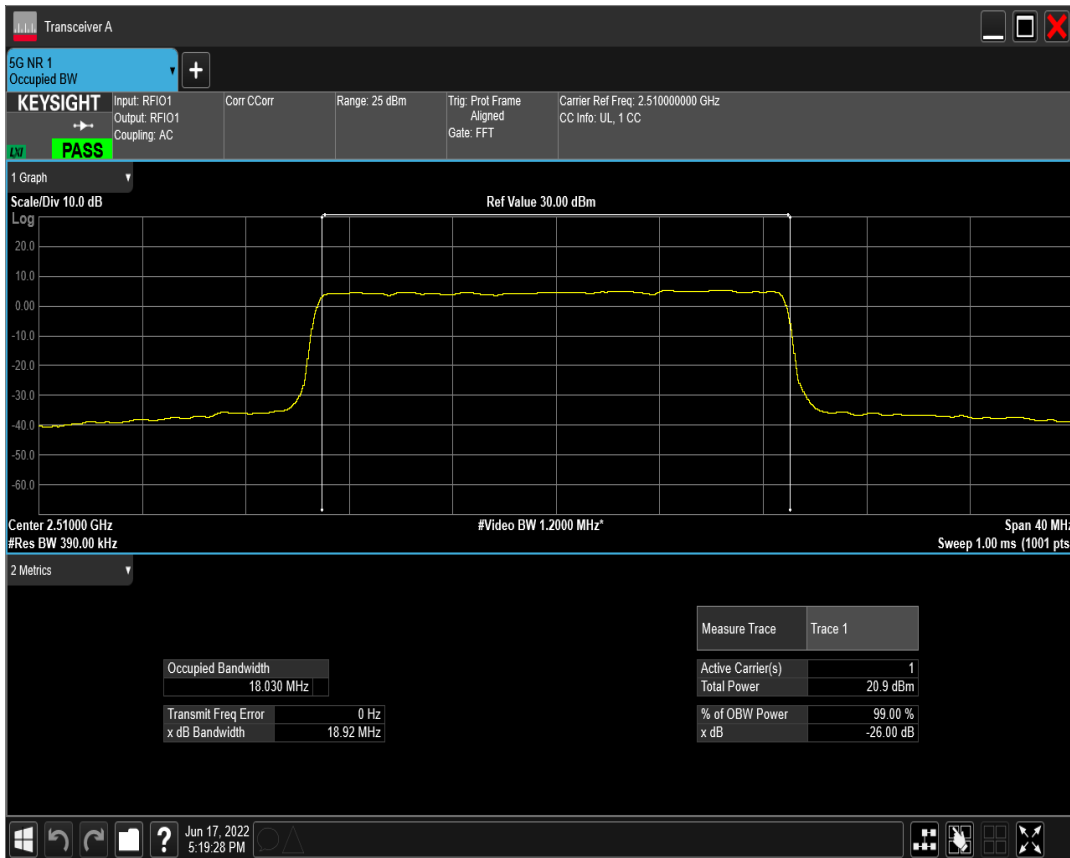 Transceiver A
5G NR 1
Occupied BW
+
KEYSIGHT
LXI
PASS
Input: RFIO1
Output: RFIO1
Coupling: AC
Corr CCorr
Range: 25 dBm
Trig: Prot Frame
Aligned
Gate: FFT
Carrier Ref Freq: 2.510000000 GHz
CC Info: UL, 1 CC
1 Graph
Scale/Div 10.0 dB
Ref Value 30.00 dBm
Log
20.0
10.0
0.00
-10.0
-20.0
-30.0
-40.0
-50.0
-60.0
Center 2.51000 GHz
#Video BW 1.2000 MHz*
Span 40 MHz
#Res BW 390.00 kHz
Sweep 1.00 ms (1001 pts
2 Metrics
Measure Trace Trace 1
Occupied Bandwidth
18.030 MHz
Active Carrier(s) 1
Total Power 20.9 dBm
Transmit Freq Error 0 Hz
x dB Bandwidth 18.92 MHz
% of OBW Power 99.00 %
x dB -26.00 dB
?
Jun 17, 2022
5:19:28 PM